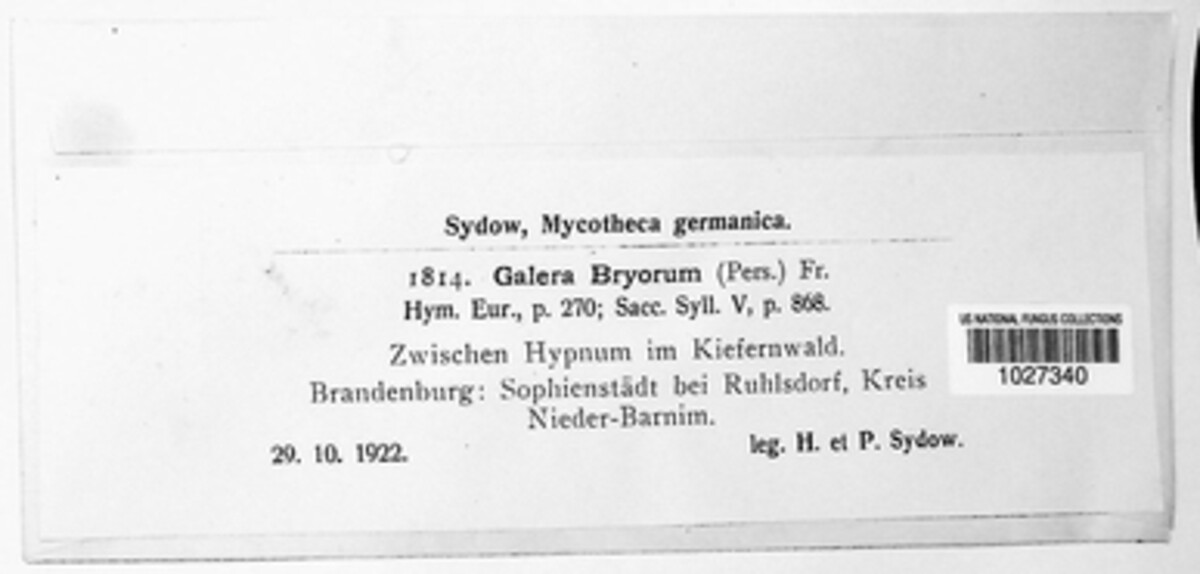 Sydow, Mycotheca germanica.
1814. Galera Bryorum (Pers.) Fr.
Hym. Eur., p. 270; Sacc. Syll. V, p. 868.
Zwischen Hypnum im Kiefernwald.
Brandenburg: Sophienstädt bei Ruhlsdorf, Kreis
Nieder-Barnim.
29. 10. 1922.
leg. H. et P. Sydow.
US NATIONAL FUNGUS COLLECTIONS
1027340